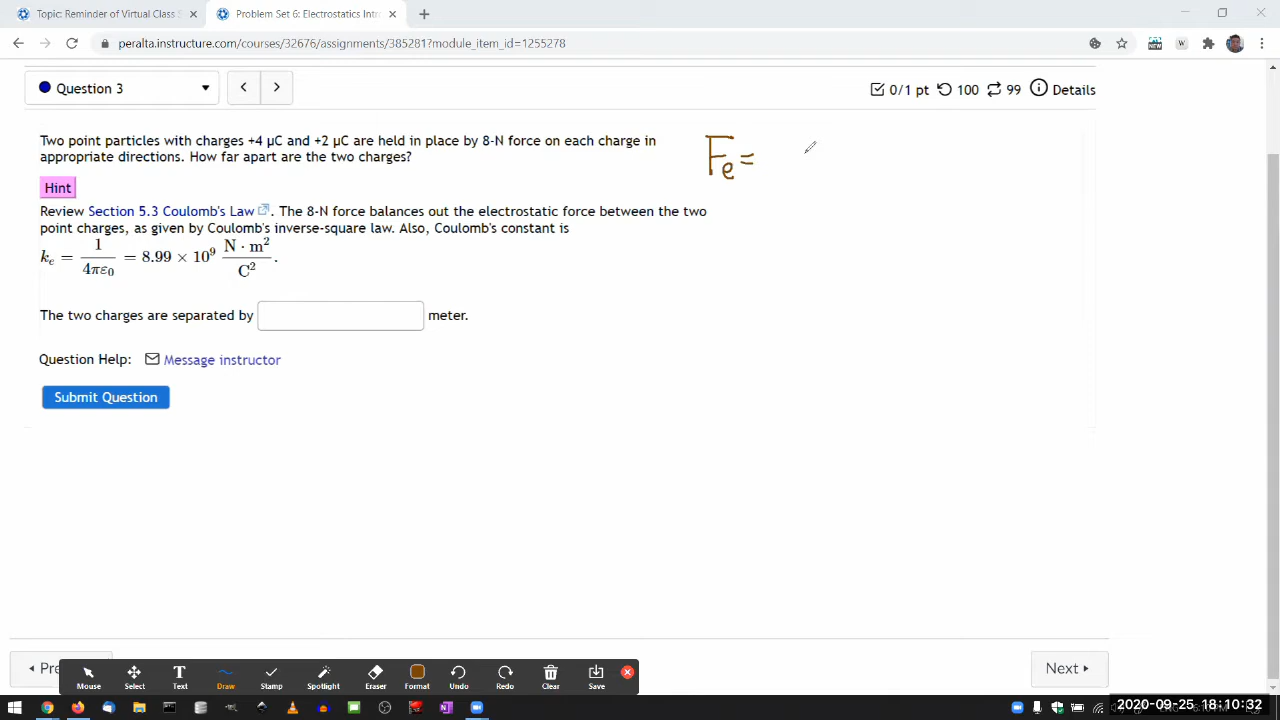 Topic: Reminder of Virtual Class S
Problem Set 6: Electrostatics Intro
peralta.instructure.com/courses/32676/assignments/385281?module_item_id=1255278
Question 3
0/1 pt 100 99 Details
Two point particles with charges +4 μC and +2 μC are held in place by 8-N force on each charge in
appropriate directions. How far apart are the two charges?
Fe=
Hint
Review Section 5.3 Coulomb's Law. The 8-N force balances out the electrostatic force between the two
point charges, as given by Coulomb's inverse-square law. Also, Coulomb's constant is
k_e = 1/(4πε₀) = 8.99 × 10⁹ N · m²/C².
The two charges are separated by meter.
Question Help: Message instructor
Submit Question
Pre
Next
Mouse Select Text Draw Stamp Spotlight Eraser Format Undo Redo Clear Save
2020-09-25 18:10:32